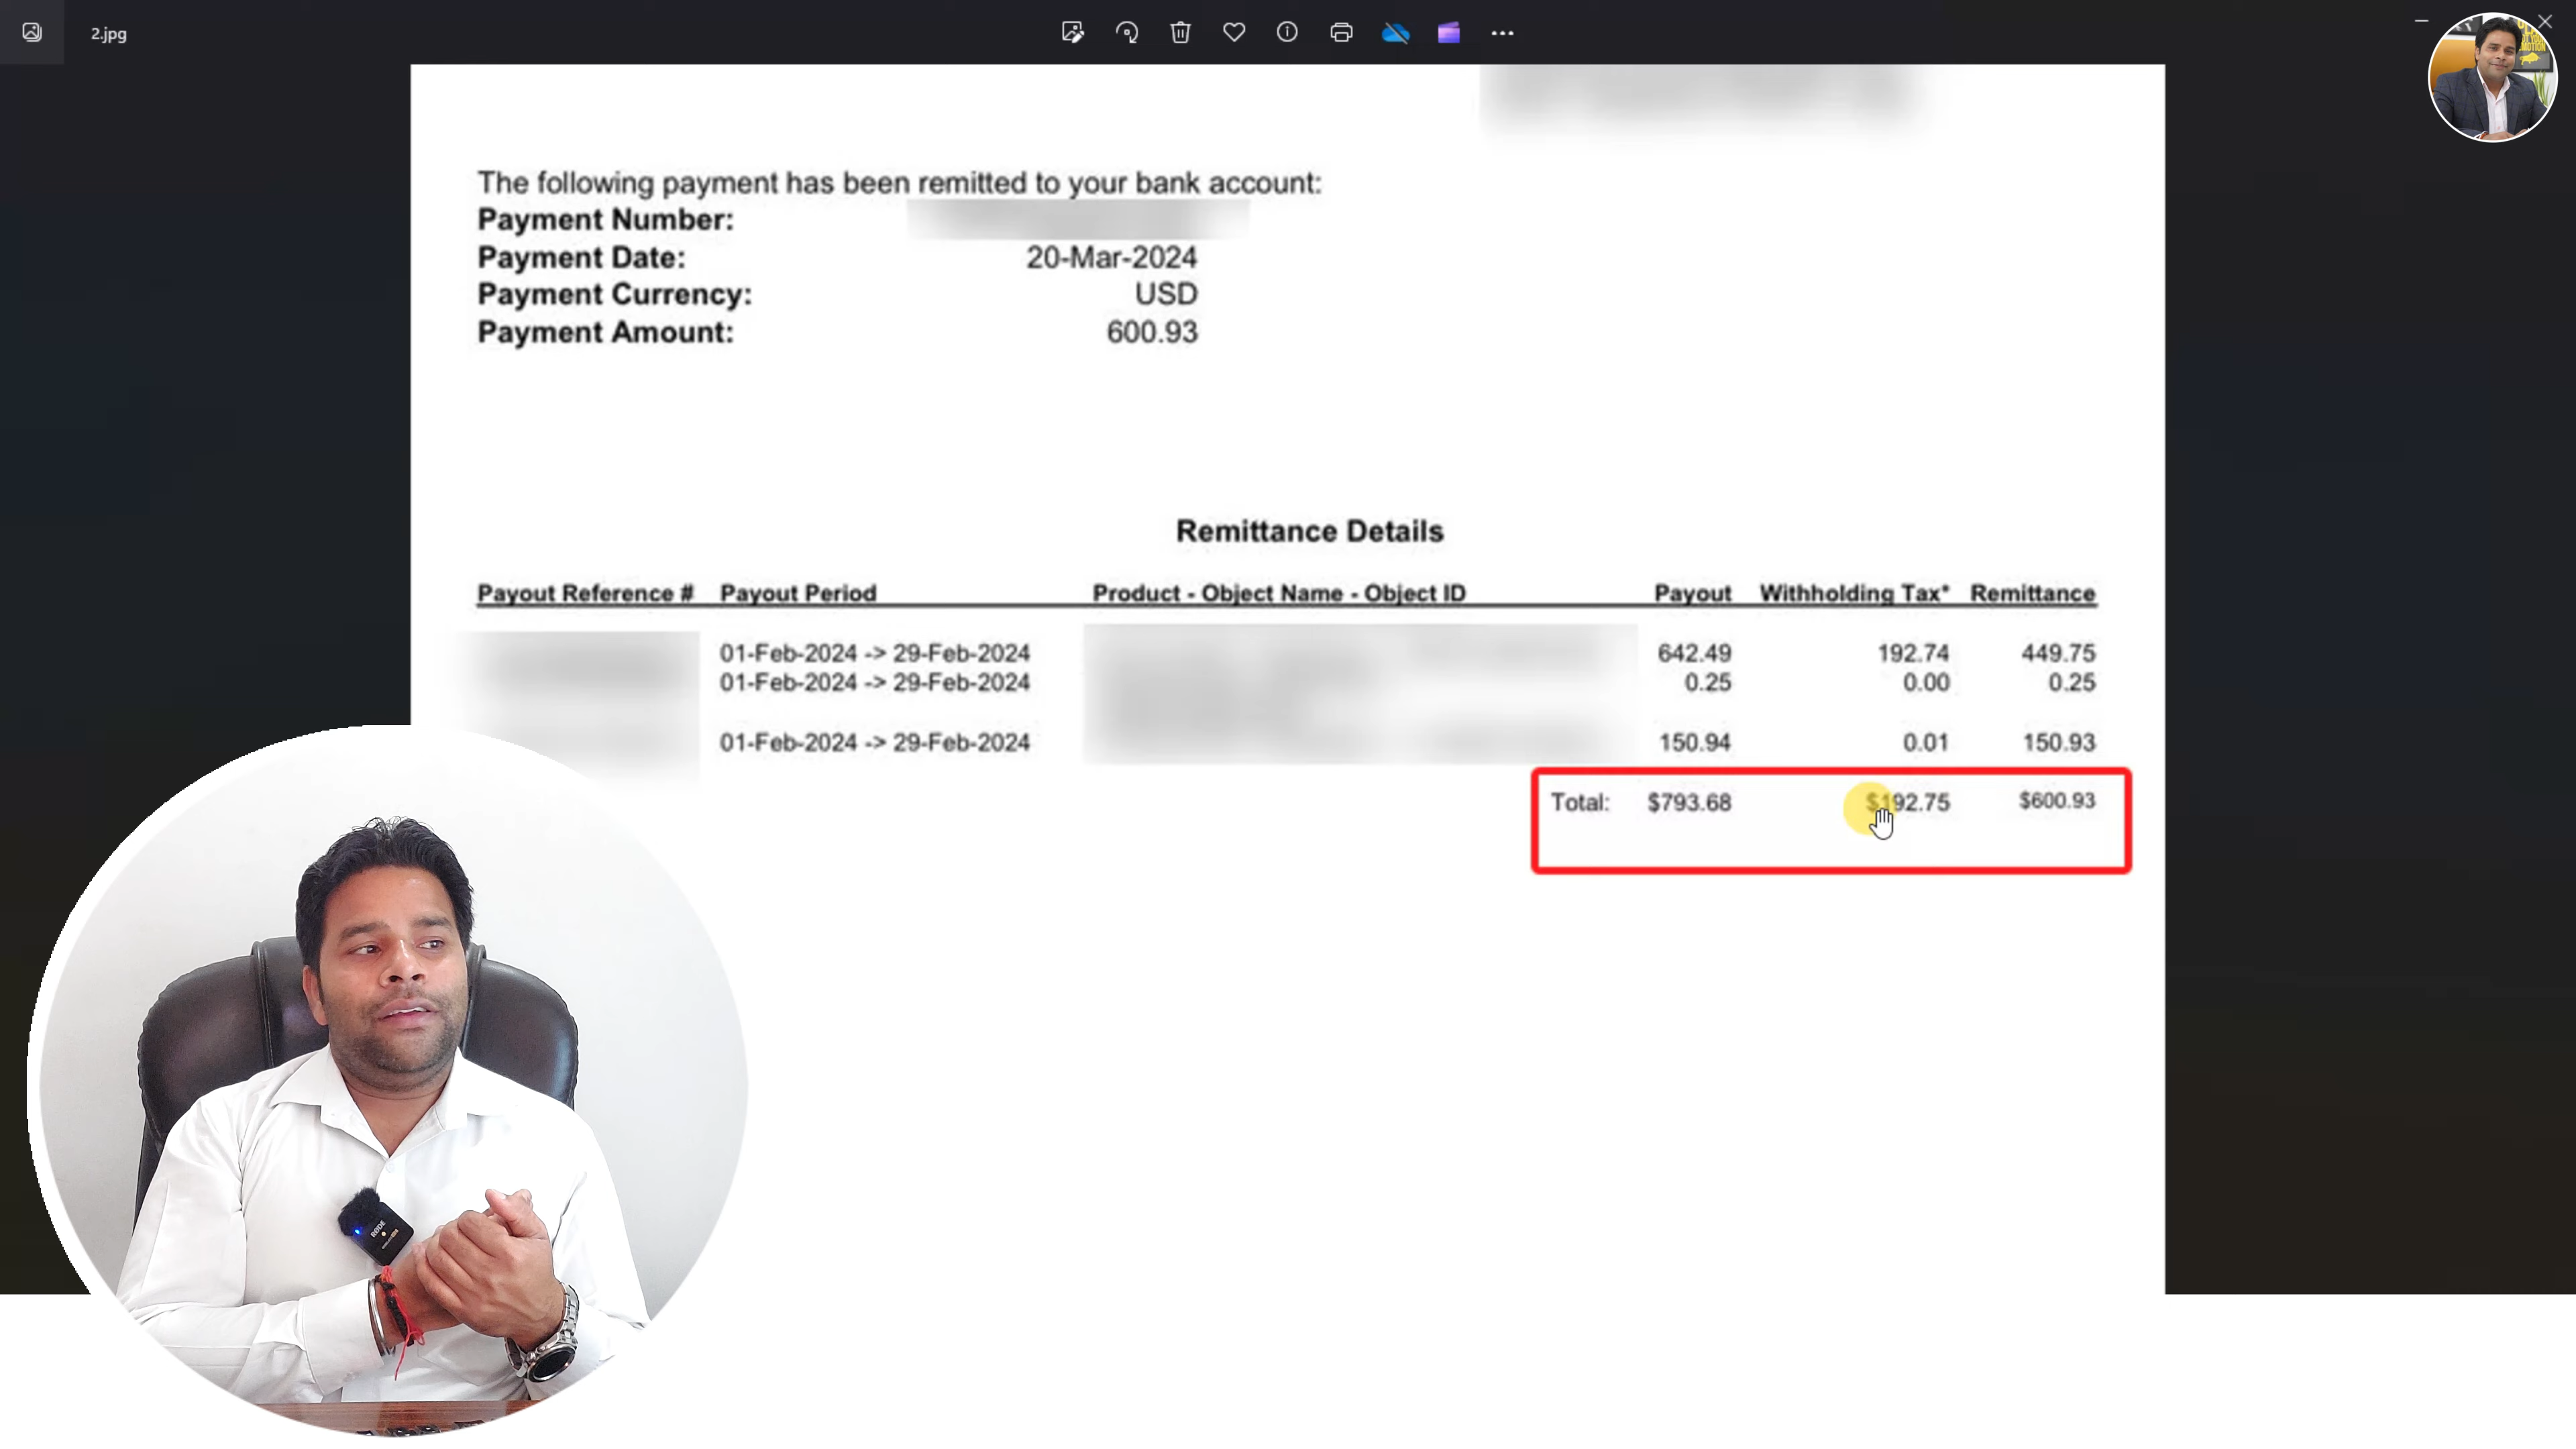 2.jpg
The following payment has been remitted to your bank account:
Payment Number:
Payment Date: 20-Mar-2024
Payment Currency: USD
Payment Amount: 600.93
Remittance Details
Payout Reference # Payout Period Product - Object Name - Object ID Payout Withholding Tax* Remittance
01-Feb-2024 -> 29-Feb-2024 642.49 192.74 449.75
01-Feb-2024 -> 29-Feb-2024 0.25 0.00 0.25
01-Feb-2024 -> 29-Feb-2024 150.94 0.01 150.93
Total: $793.68 $192.75 $600.93
RØDE